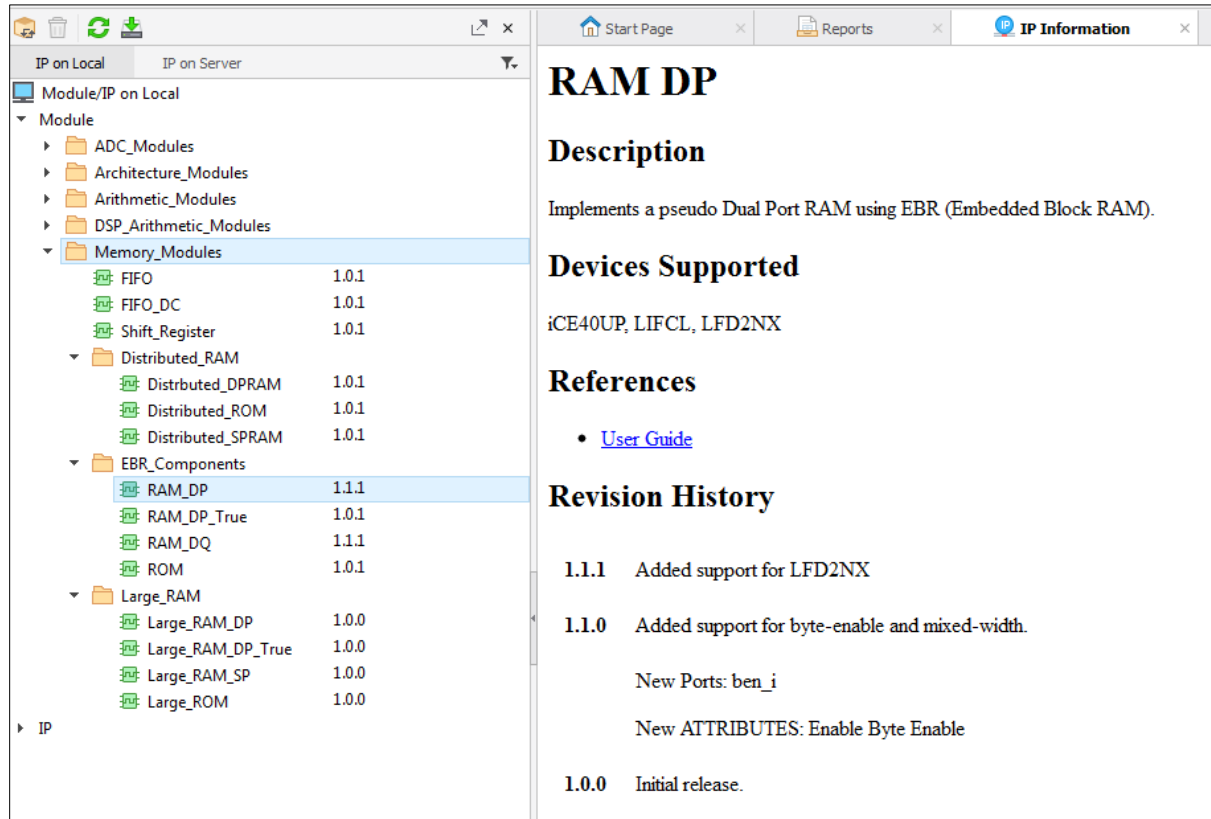 Start Page
Reports
IP Information
IP on Local
IP on Server
Module/IP on Local
Module
ADC_Modules
Architecture_Modules
Arithmetic_Modules
DSP_Arithmetic_Modules
Memory_Modules
FIFO 1.0.1
FIFO_DC 1.0.1
Shift_Register 1.0.1
Distributed_RAM
Distrbuted_DPRAM 1.0.1
Distributed_ROM 1.0.1
Distributed_SPRAM 1.0.1
EBR_Components
RAM_DP 1.1.1
RAM_DP_True 1.0.1
RAM_DQ 1.1.1
ROM 1.0.1
Large_RAM
Large_RAM_DP 1.0.0
Large_RAM_DP_True 1.0.0
Large_RAM_SP 1.0.0
Large_ROM 1.0.0
IP
RAM DP
Description
Implements a pseudo Dual Port RAM using EBR (Embedded Block RAM).
Devices Supported
iCE40UP, LIFCL, LFD2NX
References
User Guide
Revision History
1.1.1 Added support for LFD2NX
1.1.0 Added support for byte-enable and mixed-width.
New Ports: ben_i
New ATTRIBUTES: Enable Byte Enable
1.0.0 Initial release.